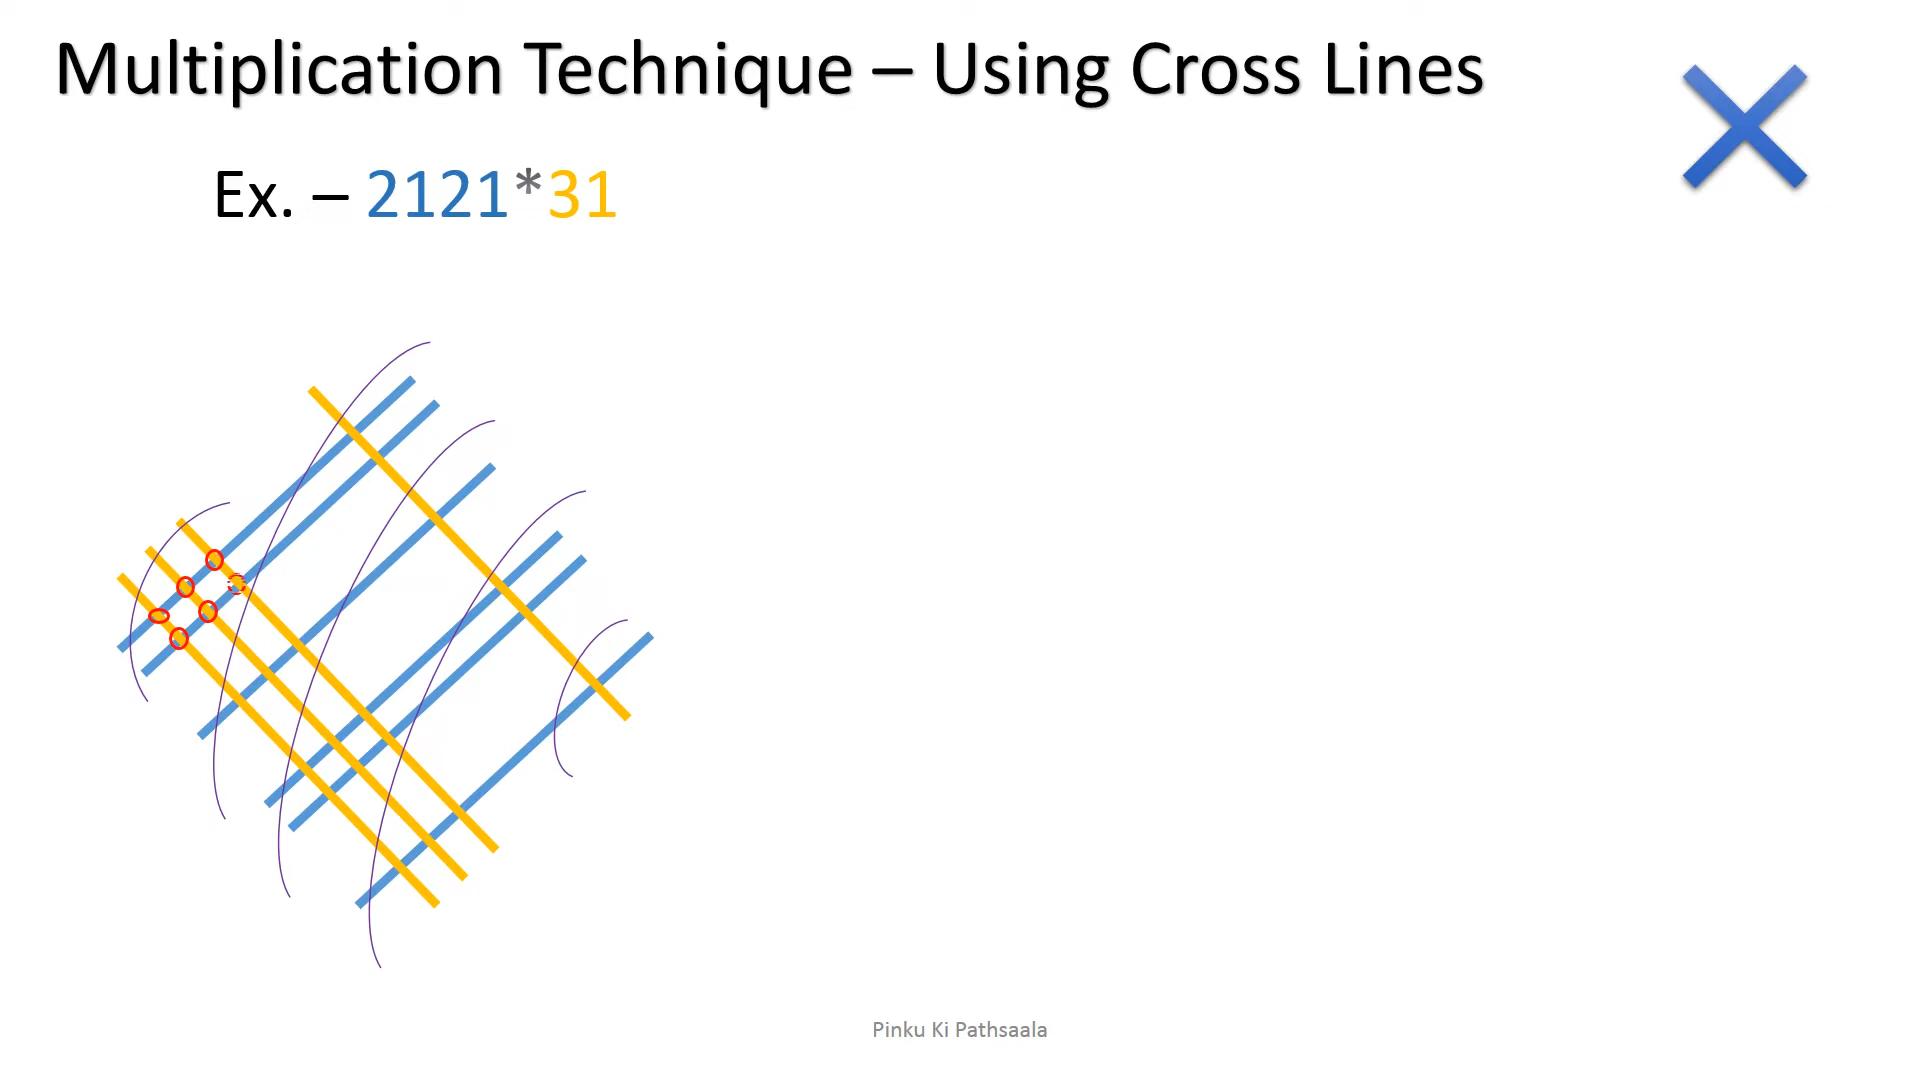 Multiplication Technique – Using Cross Lines
Ex. – 2121*31
Pinku Ki Pathsaala